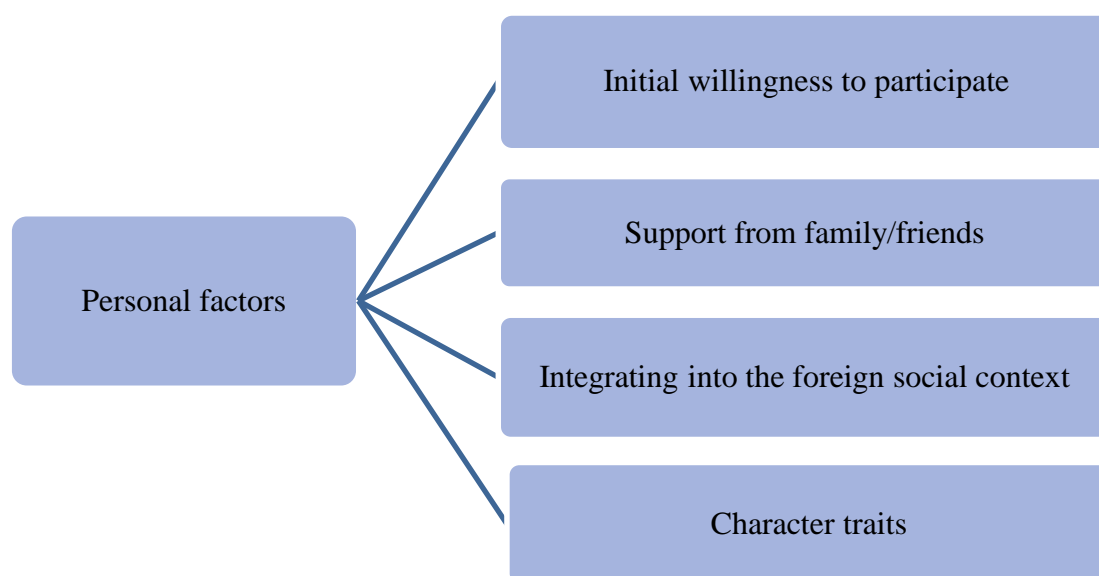 Initial willingness to participate
Support from family/friends
Personal factors
Integrating into the foreign social context
Character traits